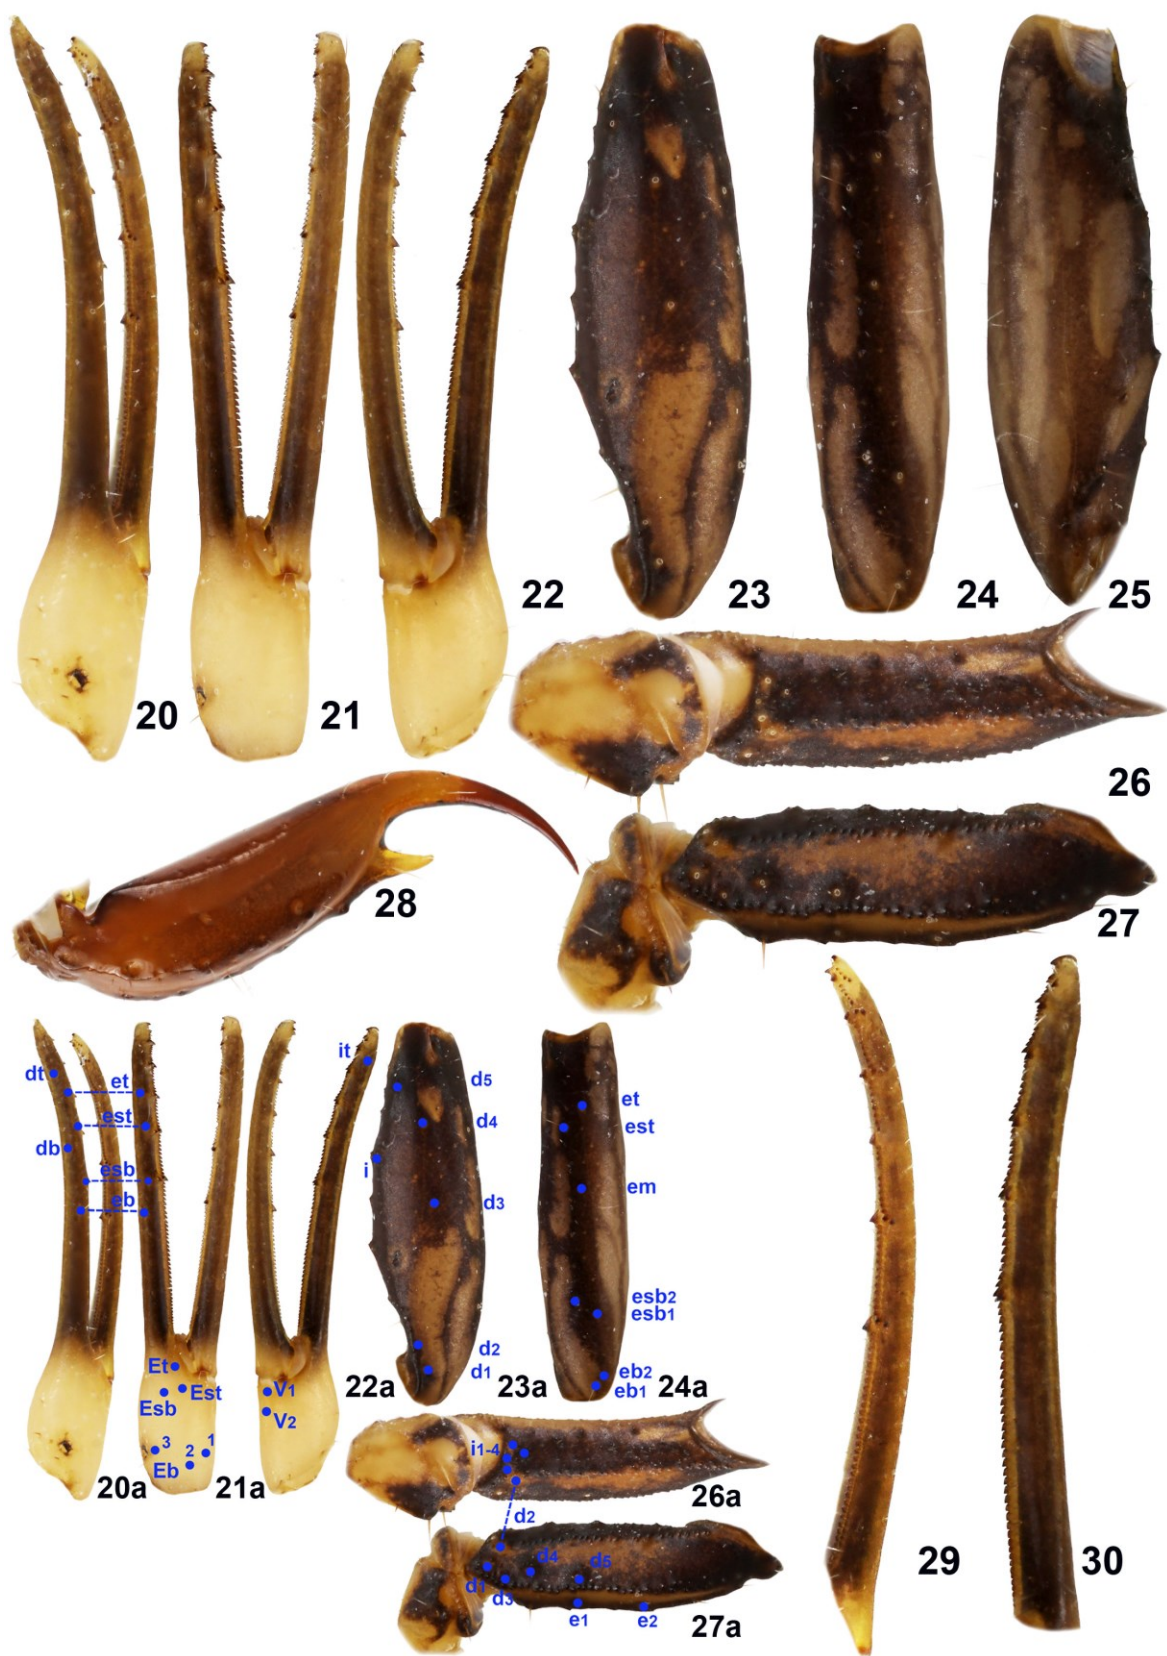 22
23
24
25
20
21
26
28
27
it
dt
et
d5
et
est
d4
est
db
i
esb
em
d3
eb
esb2
esb1
d2
Et
d1
eb2
V1
Est
22a
23a
24a
eb1
Esb
V2
3
1
i1-4
2
Eb
20a
21a
26a
d2
d4
d5
29
30
d1
d3
e1
e2
27a